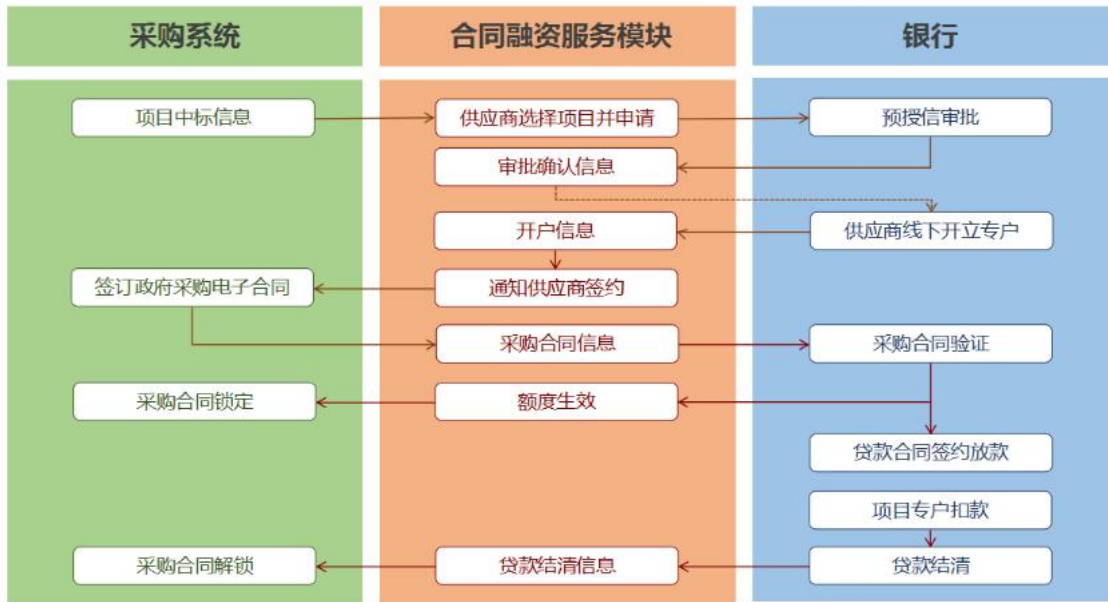 采购系统
合同融资服务模块
银行
项目中标信息
供应商选择项目并申请
预授信审批
审批确认信息
开户信息
供应商线下开立专户
签订政府采购电子合同
通知供应商签约
采购合同信息
采购合同验证
采购合同锁定
额度生效
贷款合同签约放款
项目专户扣款
采购合同解锁
贷款结清信息
贷款结清